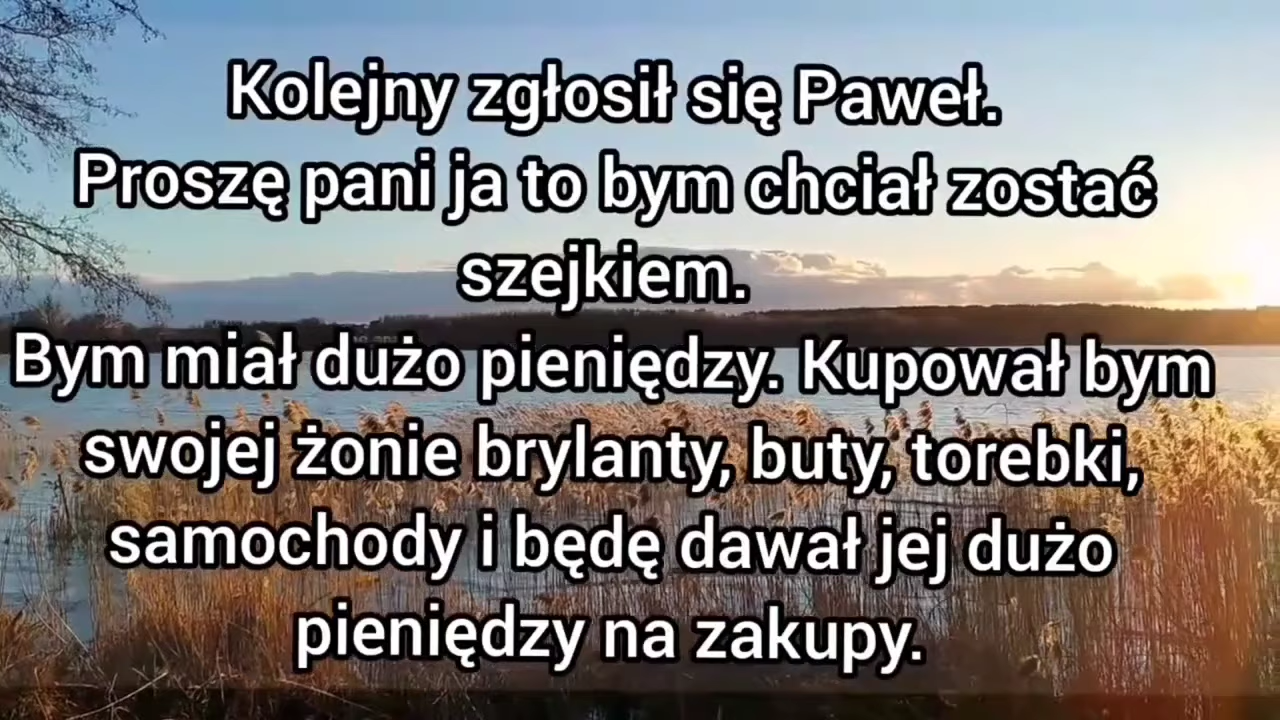 Kolejny zgłosił się Paweł.
Proszę pani ja to bym chciał zostać
szejkiem.
Bym miał dużo pieniędzy. Kupował bym
swojej żonie brylanty, buty, torebki,
samochody i będę dawał jej dużo
pieniędzy na zakupy.